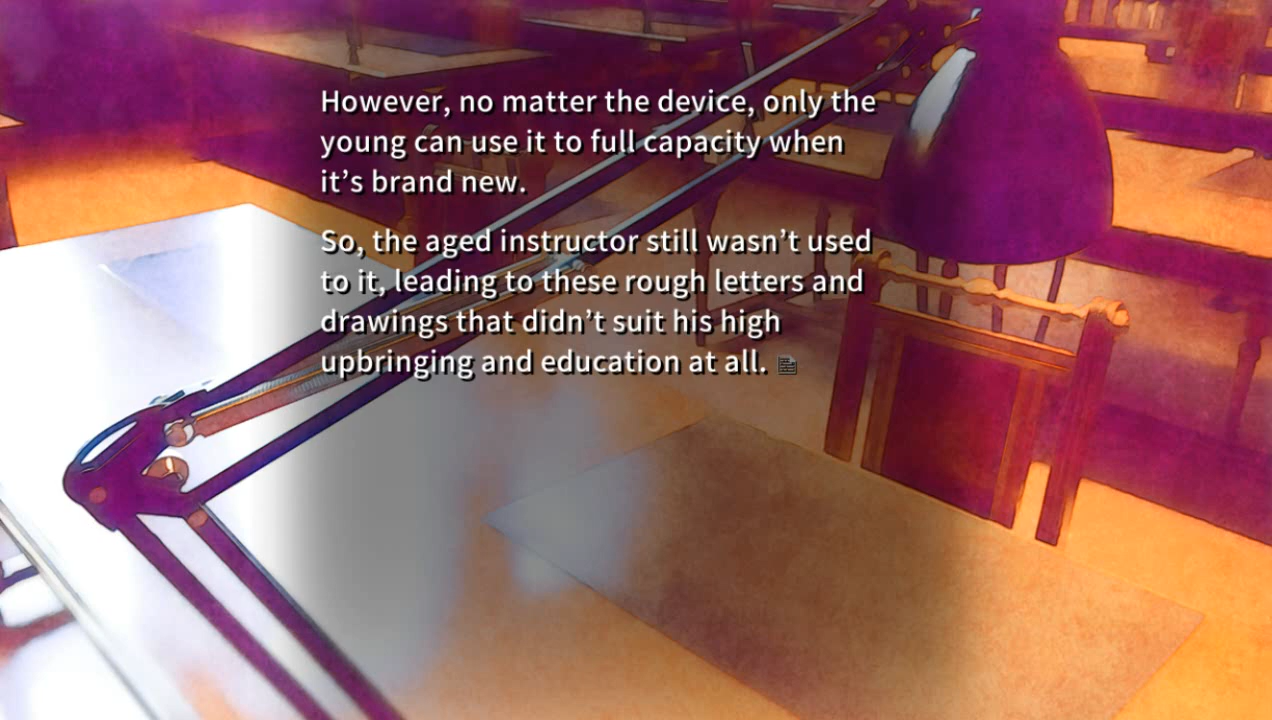 However, no matter the device, only the
young can use it to full capacity when
it’s brand new.
So, the aged instructor still wasn’t used
to it, leading to these rough letters and
drawings that didn’t suit his high
upbringing and education at all.